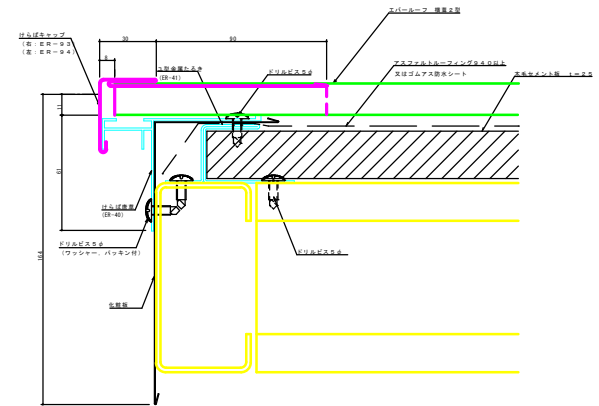 エバールーフ 横葺2型
けらばキャップ
（右：ER-93）
（左：ER-94）
30
90
8
Z型金属たるき
(ER-41)
ドリルビス5φ
アスファルトルーフィング940以上
又はゴムアス防水シート
木毛セメント板 t=25
11
61
164
けらば唐草
(ER-40)
ドリルビス5φ
（ワッシャー、パッキン付）
ドリルビス5φ
化粧板